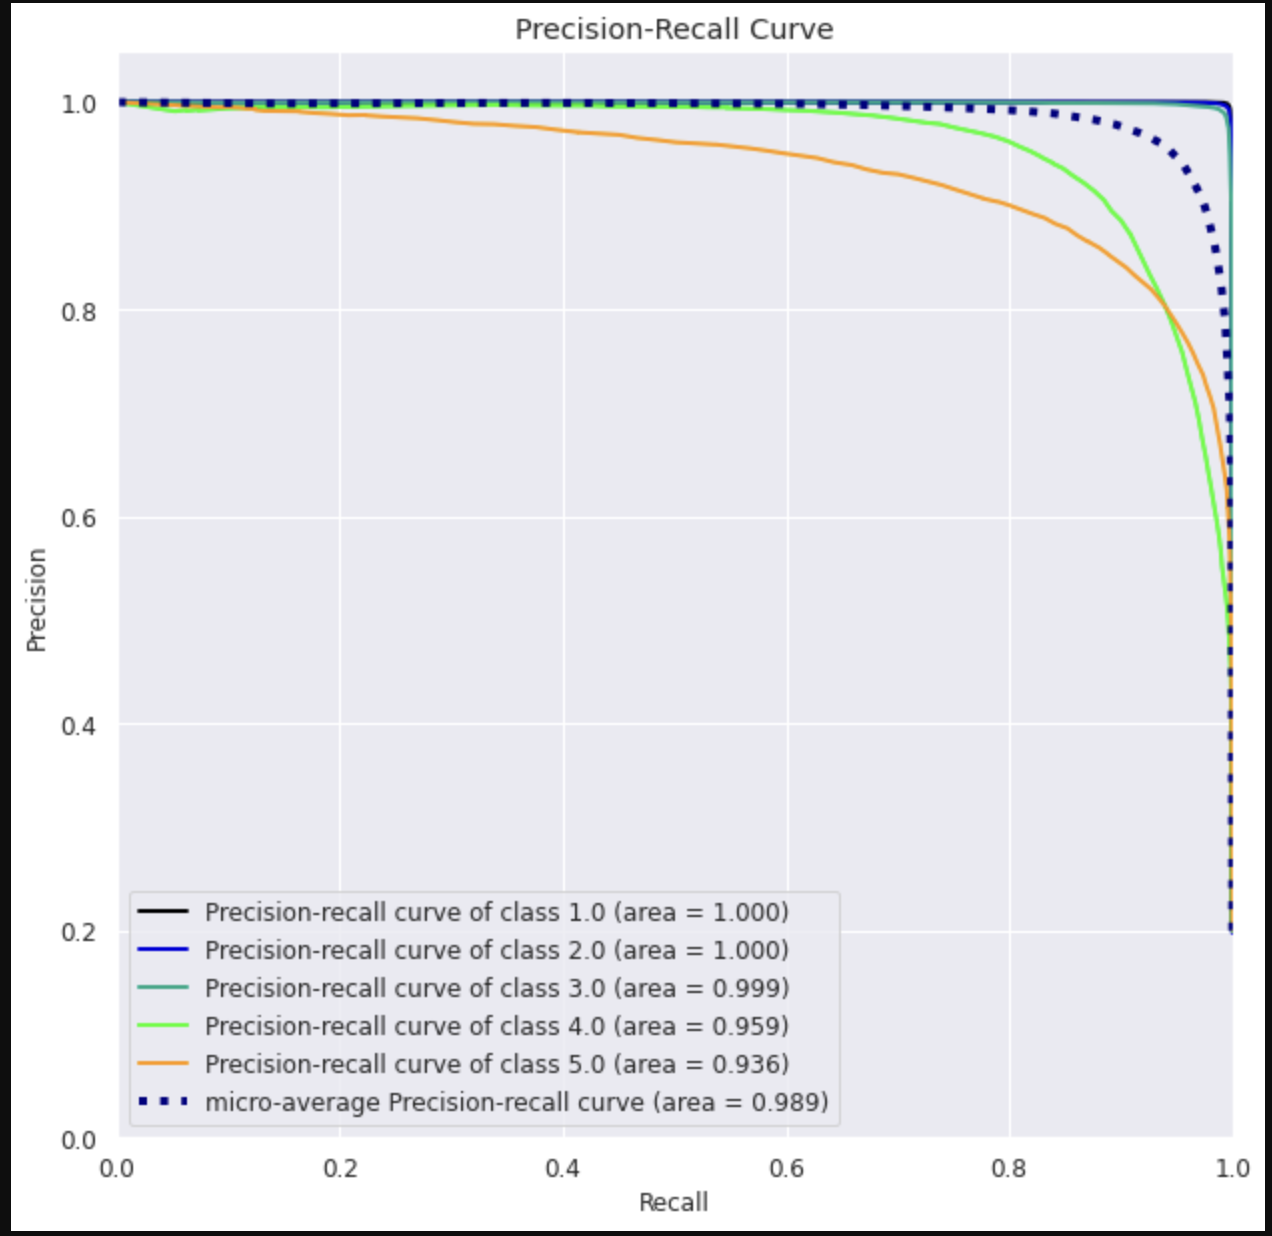 Precision-Recall Curve
1.0
0.8
0.6
0.4
0.2
0.0
Precision
Precision-recall curve of class 1.0 (area = 1.000)
Precision-recall curve of class 2.0 (area = 1.000)
Precision-recall curve of class 3.0 (area = 0.999)
Precision-recall curve of class 4.0 (area = 0.959)
Precision-recall curve of class 5.0 (area = 0.936)
micro-average Precision-recall curve (area = 0.989)
0.0 0.2 0.4 0.6 0.8 1.0
Recall